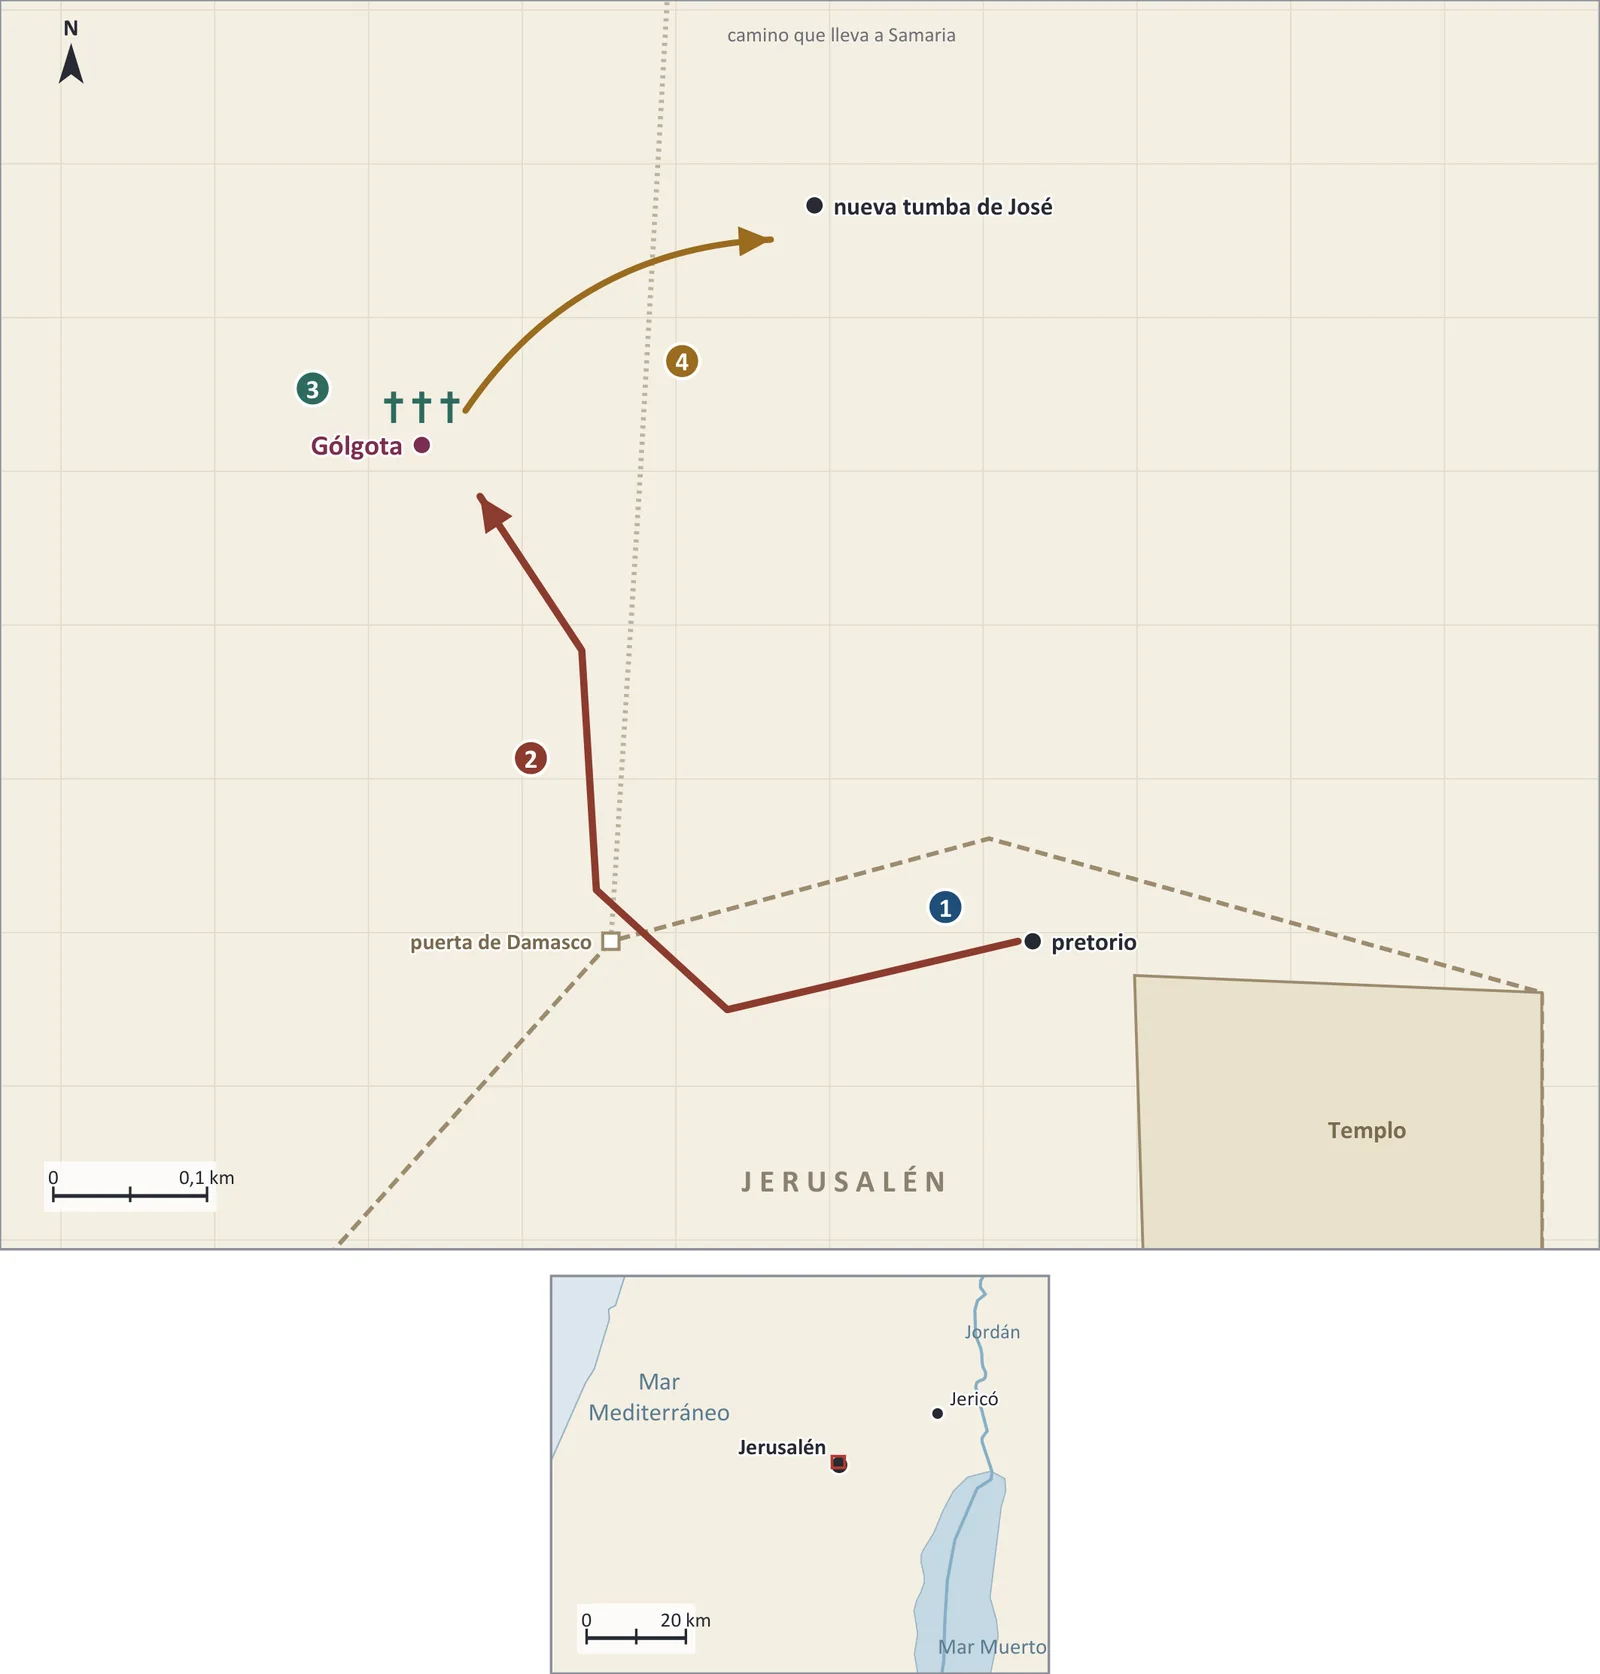 N
camino que lleva a Samaria
nueva tumba de José
4
3
Gólgota
2
1
puerta de Damasco
pretorio
Templo
0 0,1 km
JERUSALÉN
Jordán
Mar
Mediterráneo
Jericó
Jerusalén
0 20 km
Mar Muerto